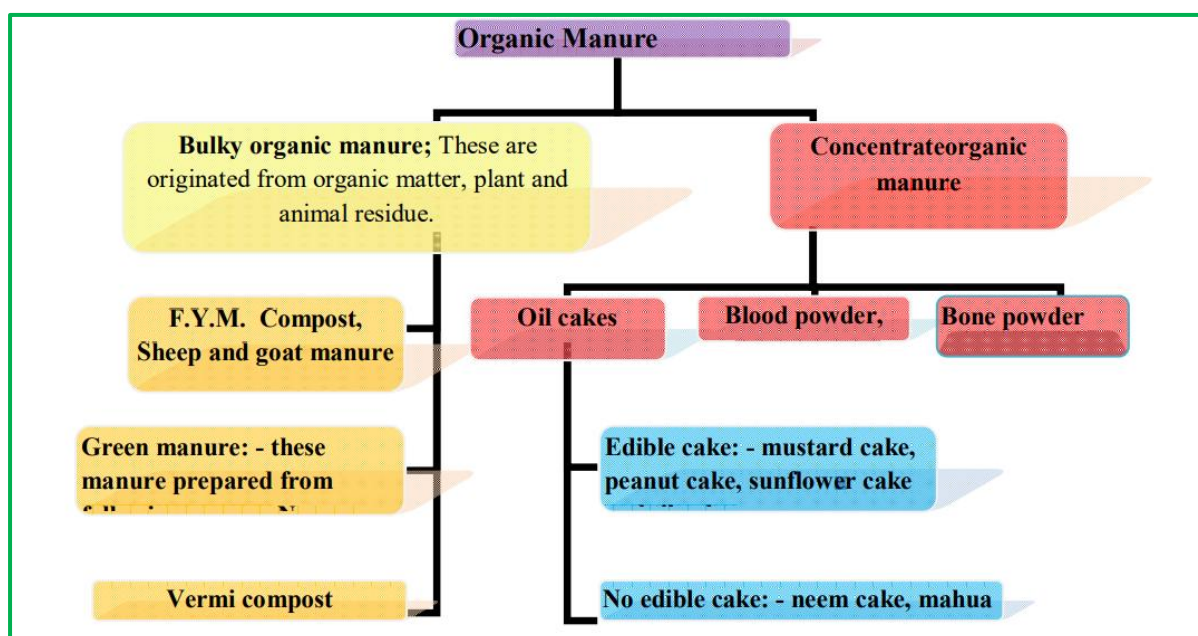 Organic Manure
Bulky organic manure; These are
originated from organic matter, plant and
animal residue.
Concentrateorganic
manure
F.Y.M. Compost,
Sheep and goat manure
Oil cakes
Blood powder,
Bone powder
Green manure: - these
manure prepared from
Edible cake: - mustard cake,
peanut cake, sunflower cake
Vermi compost
No edible cake: - neem cake, mahua